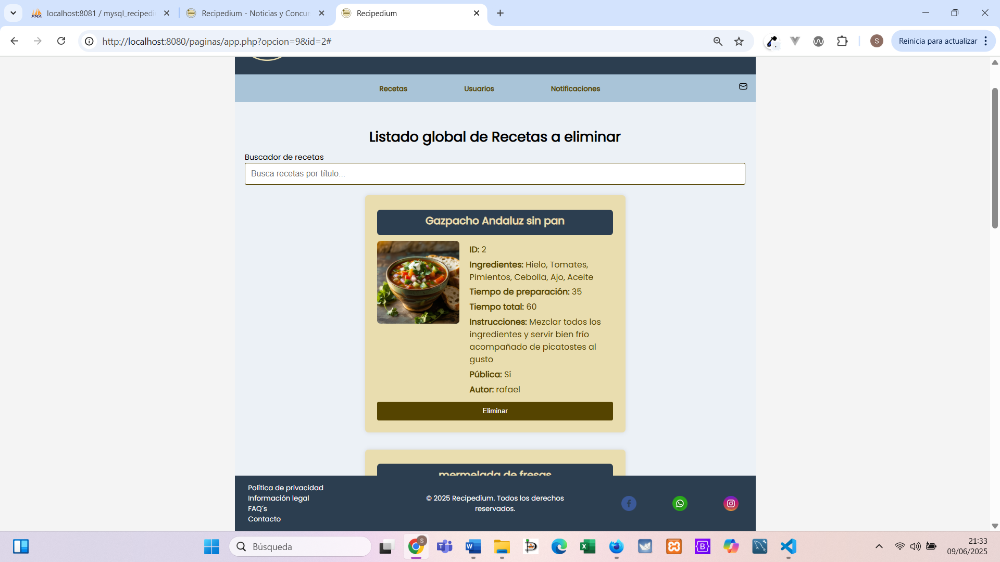 localhost:8081 / mysql_recipedi
Recipedium - Noticias y Concur
Recipedium
http://localhost:8080/paginas/app.php?opcion=9&id=2#
S
Reinicia para actualizar
Recetas
Usuarios
Notificaciones
Listado global de Recetas a eliminar
Buscador de recetas
Busca recetas por título...
Gazpacho Andaluz sin pan
ID: 2
Ingredientes: Hielo, Tomates,
Pimientos, Cebolla, Ajo, Aceite
Tiempo de preparación: 35
Tiempo total: 60
Instrucciones: Mezclar todos los
ingredientes y servir bien frío
acompañado de picatostes al
gusto
Pública: Sí
Autor: rafael
Eliminar
mermelada de fresas
Política de privacidad
Información legal
FAQ´s
Contacto
© 2025 Recipedium. Todos los derechos
reservados.
Búsqueda
21:33
09/06/2025